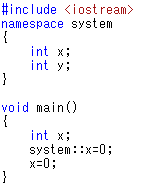 #include <iostream>
namespace system
{
    int x;
    int y;
}

void main()
{
    int x;
    system::x=0;
    x=0;
}